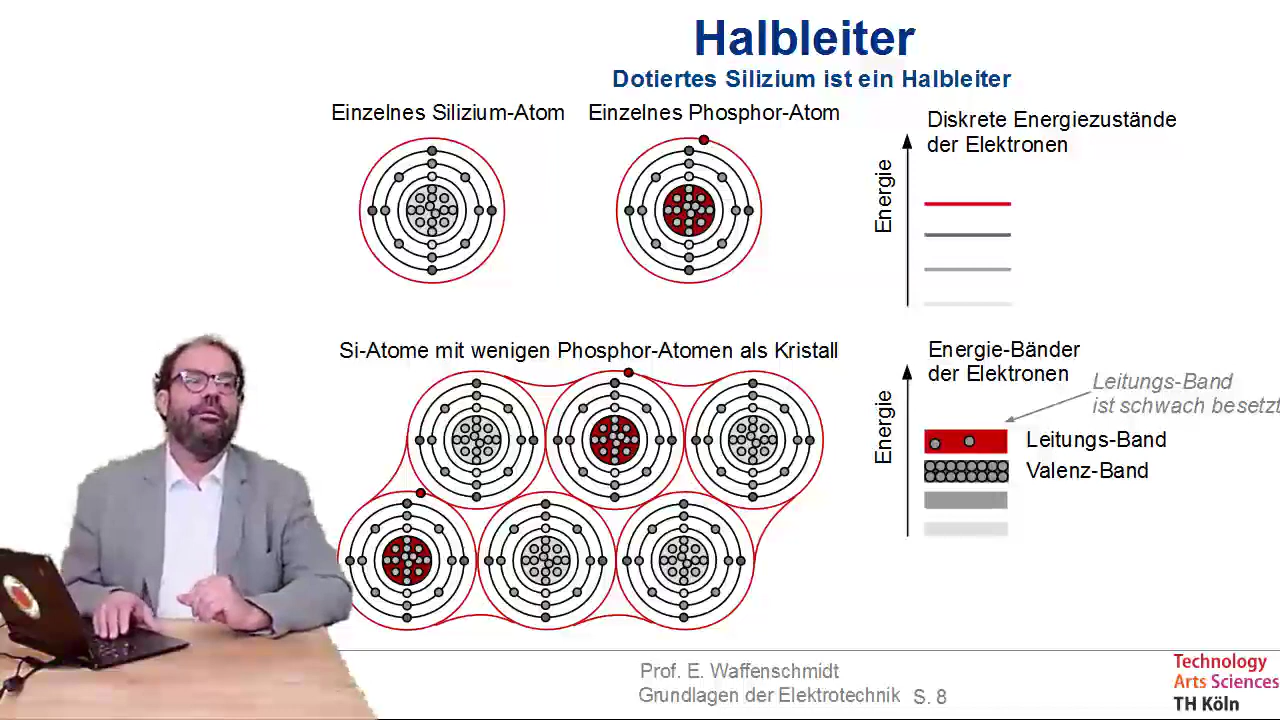 Halbleiter
Dotiertes Silizium ist ein Halbleiter
Einzelnes Silizium-Atom
Einzelnes Phosphor-Atom
Diskrete Energiezustände
der Elektronen
Energie
Si-Atome mit wenigen Phosphor-Atomen als Kristall
Energie-Bänder
der Elektronen
Leitungs-Band
ist schwach besetzt
Energie
Leitungs-Band
Valenz-Band
Prof. E. Waffenschmidt
Grundlagen der Elektrotechnik S. 8
Technology
Arts Sciences
TH Köln